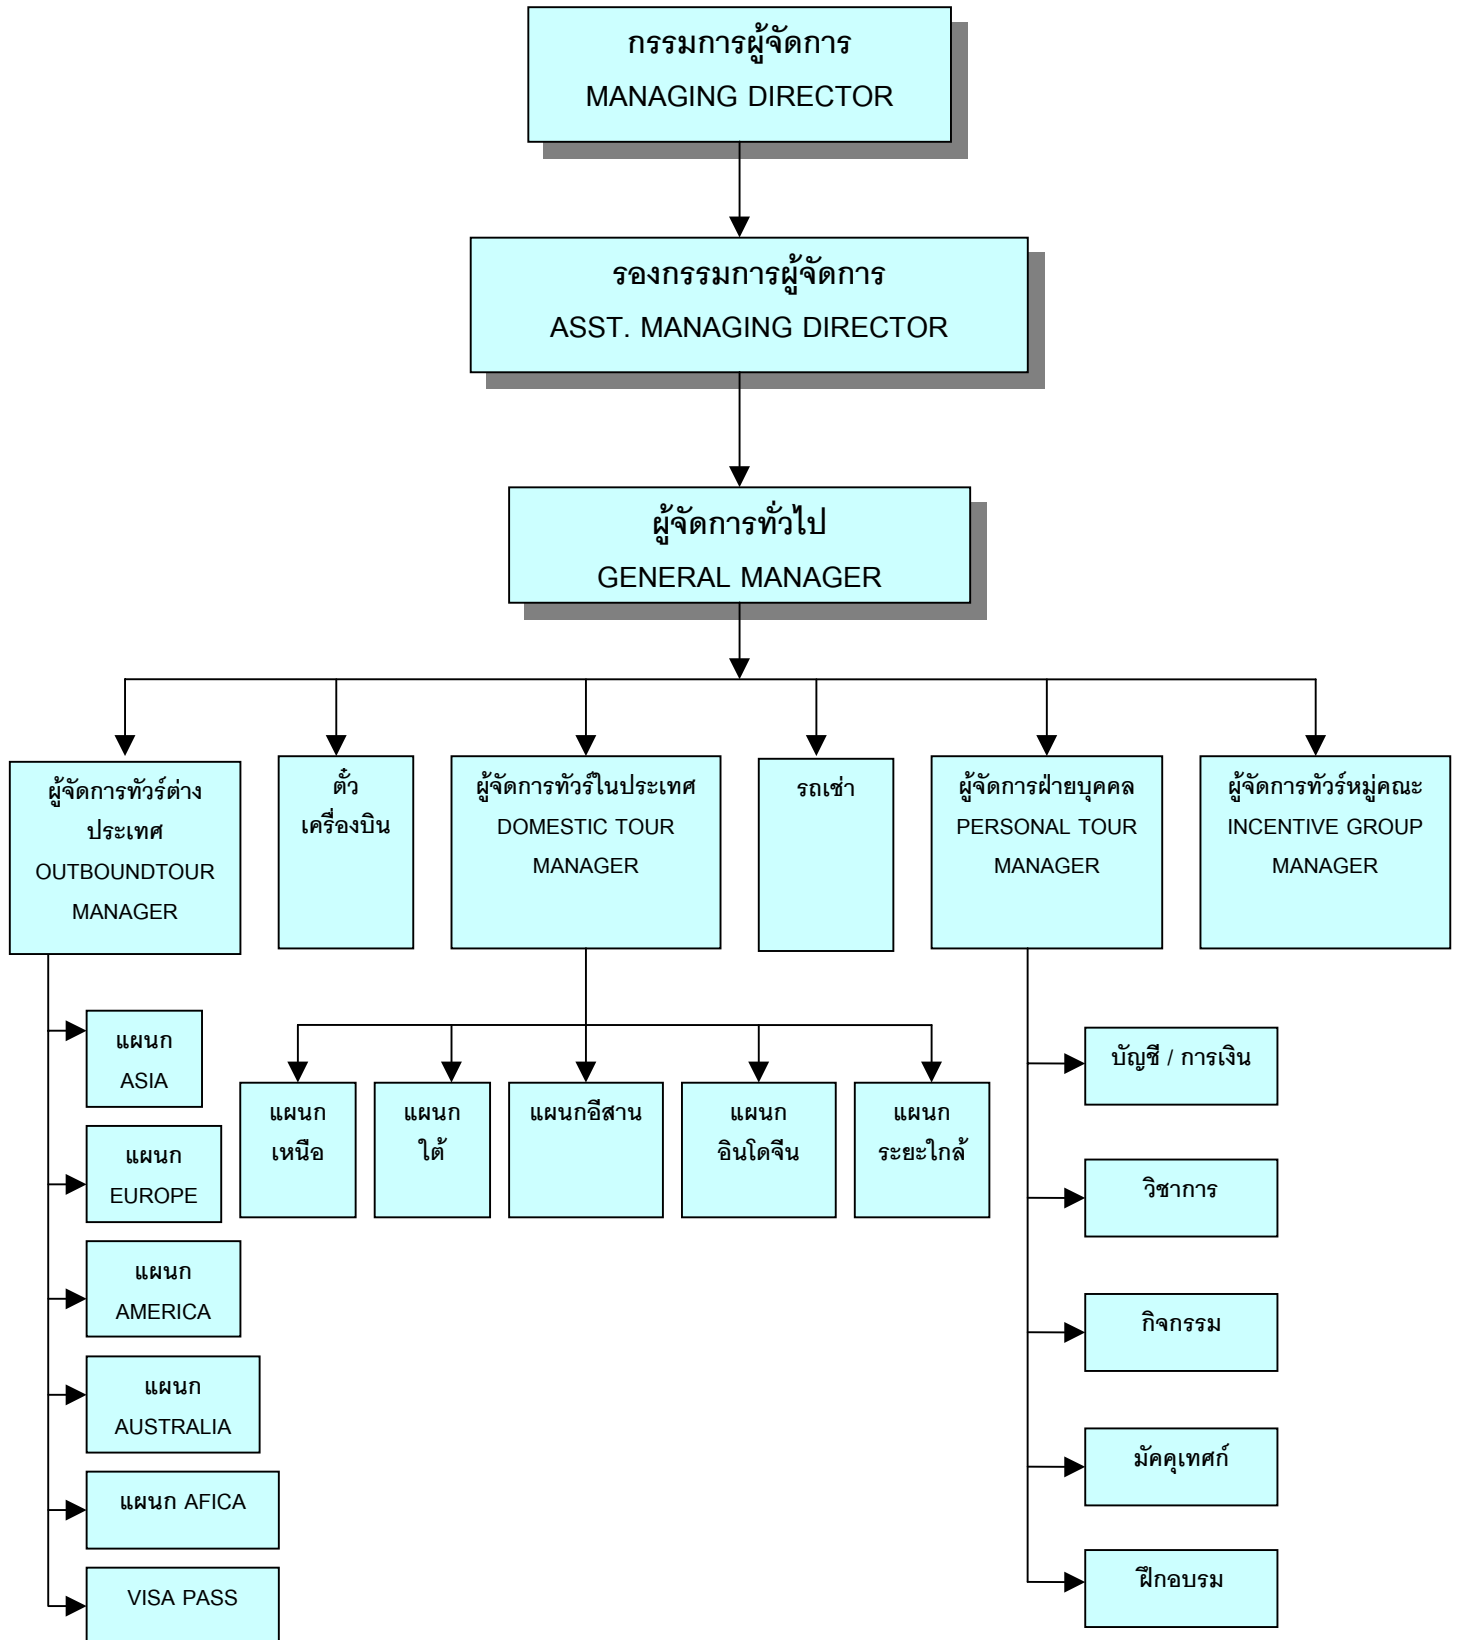 กรรมการผู้จัดการ
MANAGING DIRECTOR
รองกรรมการผู้จัดการ
ASST. MANAGING DIRECTOR
ผู้จัดการทั่วไป
GENERAL MANAGER
ผู้จัดการทัวร์ต่าง
ประเทศ
OUTBOUNDTOUR
MANAGER
ตั๋ว
เครื่องบิน
ผู้จัดการทัวร์ในประเทศ
DOMESTIC TOUR
MANAGER
รถเช่า
ผู้จัดการฝ่ายบุคคล
PERSONAL TOUR
MANAGER
ผู้จัดการทัวร์หมู่คณะ
INCENTIVE GROUP
MANAGER
แผนก
ASIA
แผนก
EUROPE
แผนก
AMERICA
แผนก
AUSTRALIA
แผนก AFICA
VISA PASS
แผนก
เหนือ
แผนก
ใต้
แผนกอีสาน
แผนก
อินโดจีน
แผนก
ระยะใกล้
บัญชี / การเงิน
วิชาการ
กิจกรรม
มัคคุเทศก์
ฝึกอบรม